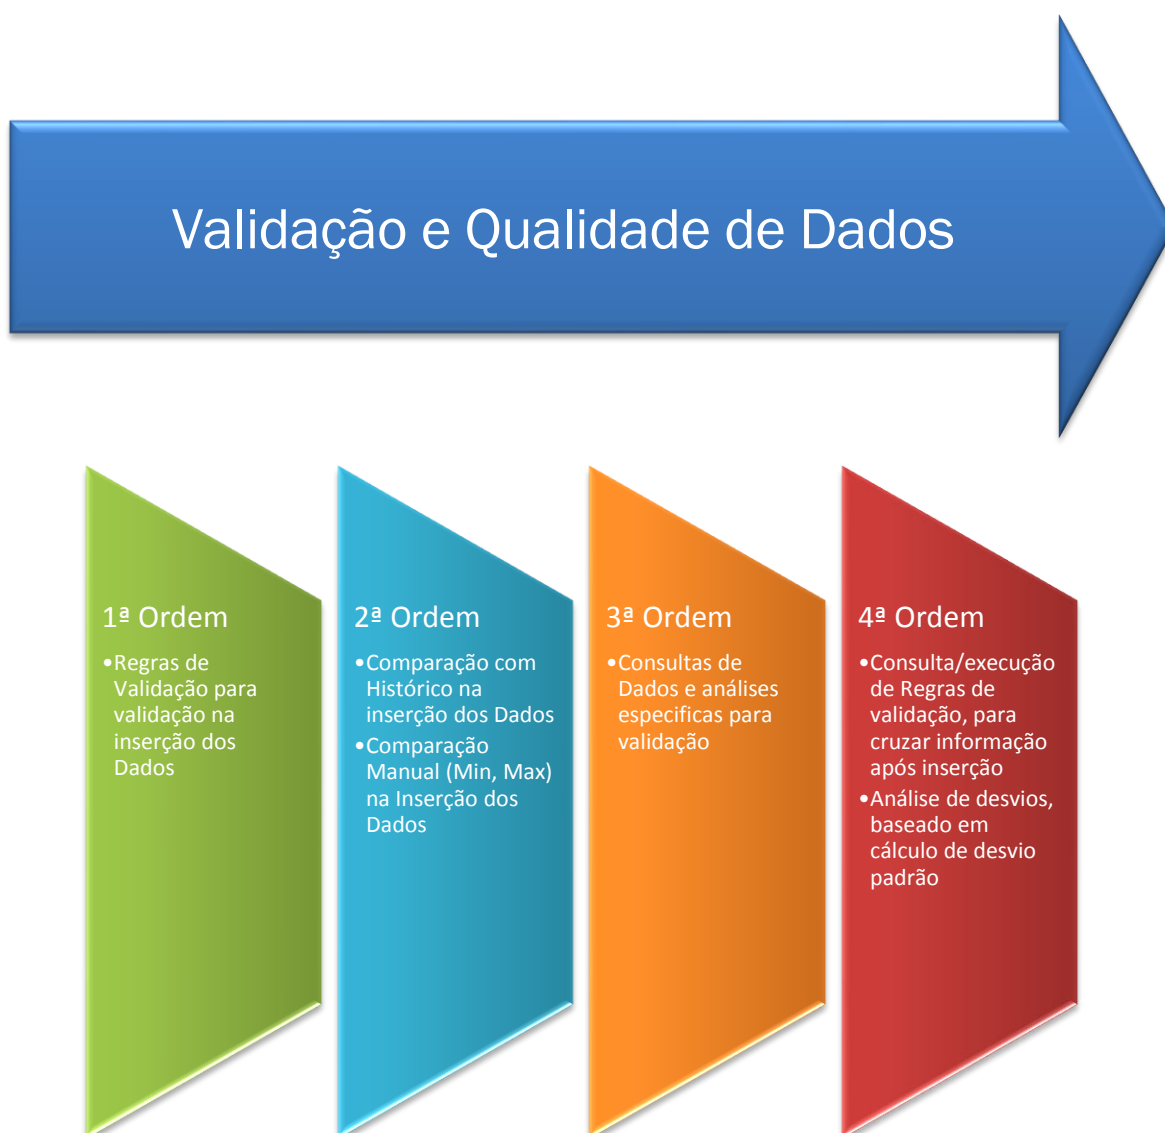 Validação e Qualidade de Dados
1ª Ordem
•Regras de
Validação para
validação na
inserção dos
Dados
2ª Ordem
•Comparação com
Histórico na
inserção dos Dados
•Comparação
Manual (Min, Max)
na Inserção dos
Dados
3ª Ordem
•Consultas de
Dados e análises
especificas para
validação
4ª Ordem
•Consulta/execução
de Regras de
validação, para
cruzar informação
após inserção
•Análise de desvios,
baseado em
cálculo de desvio
padrão